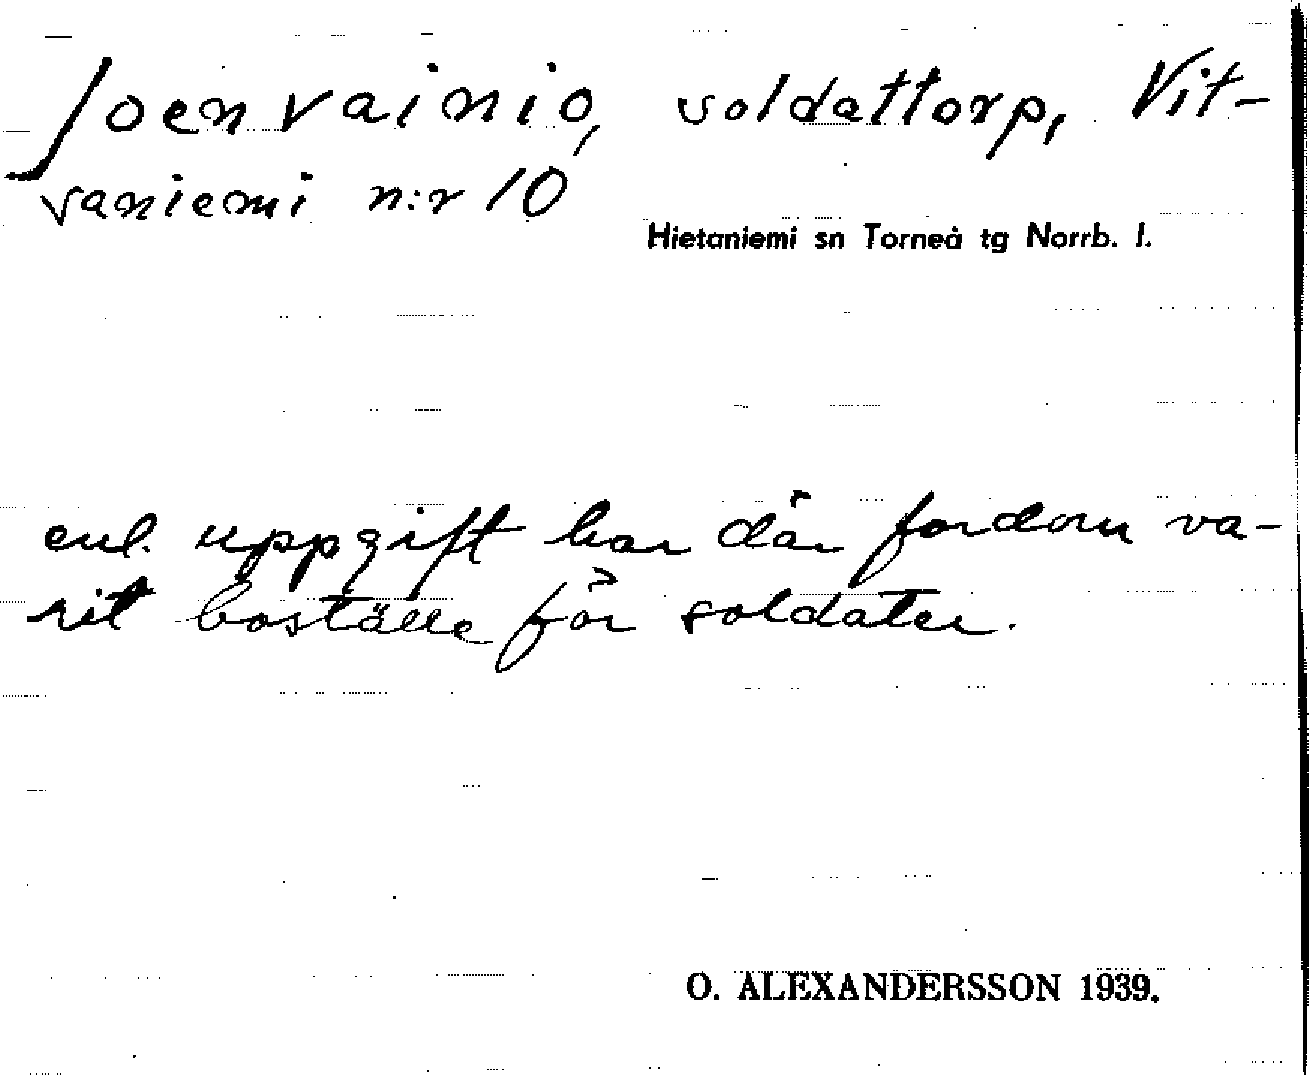 Joenvainio, soldattorp, Vit-
saniemi n:r 10
Hietaniemi sn Torneå tg Norrb. l.
enl. uppgift har där fordom va-
rit boställe för soldater.
O. ALEXANDERSSON 1939.